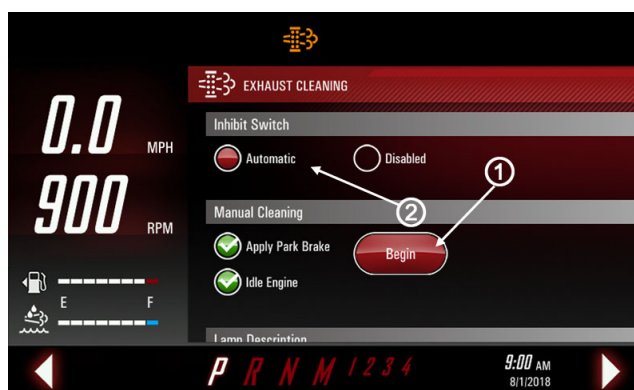 EXHAUST CLEANING
0.0 MPH
Inhibit Switch
Automatic Disabled
1
2
900 RPM
Manual Cleaning
Apply Park Brake
Begin
Idle Engine
E F
Lamp Description
P R N M 1 2 3 4
9:00 AM
8/1/2018